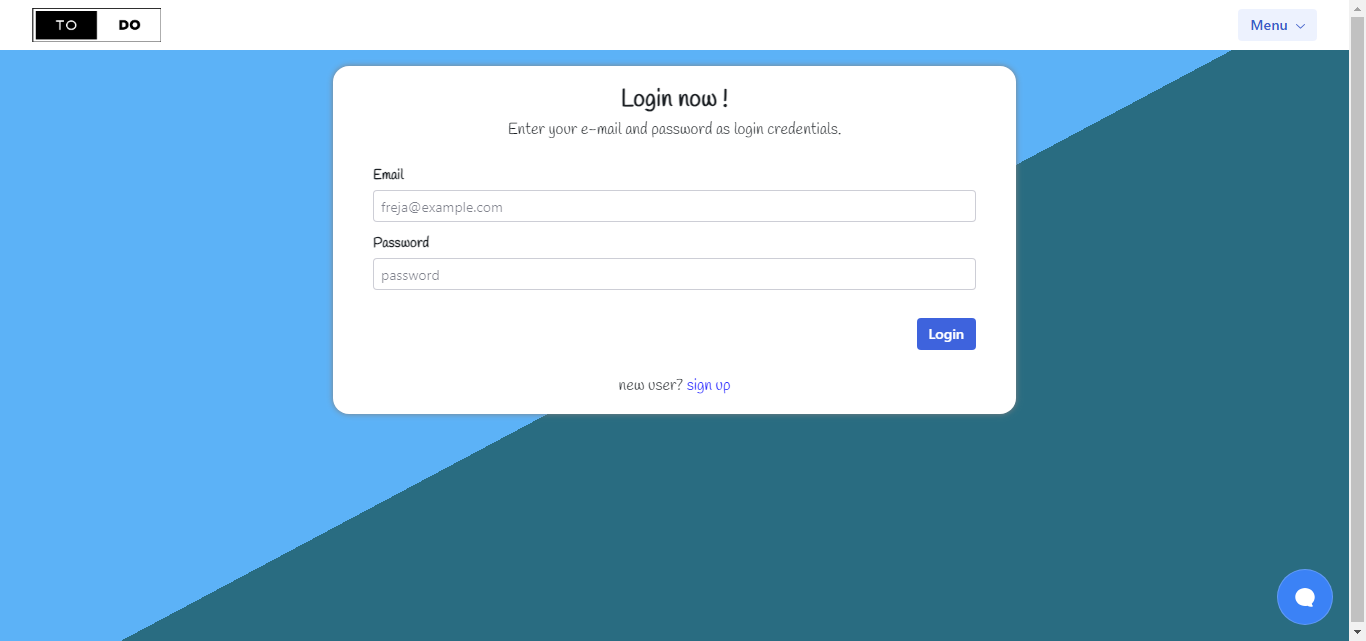 TO DO
Menu
Login now !
Enter your e-mail and password as login credentials.
Email
freja@example.com
Password
password
Login
new user? sign up